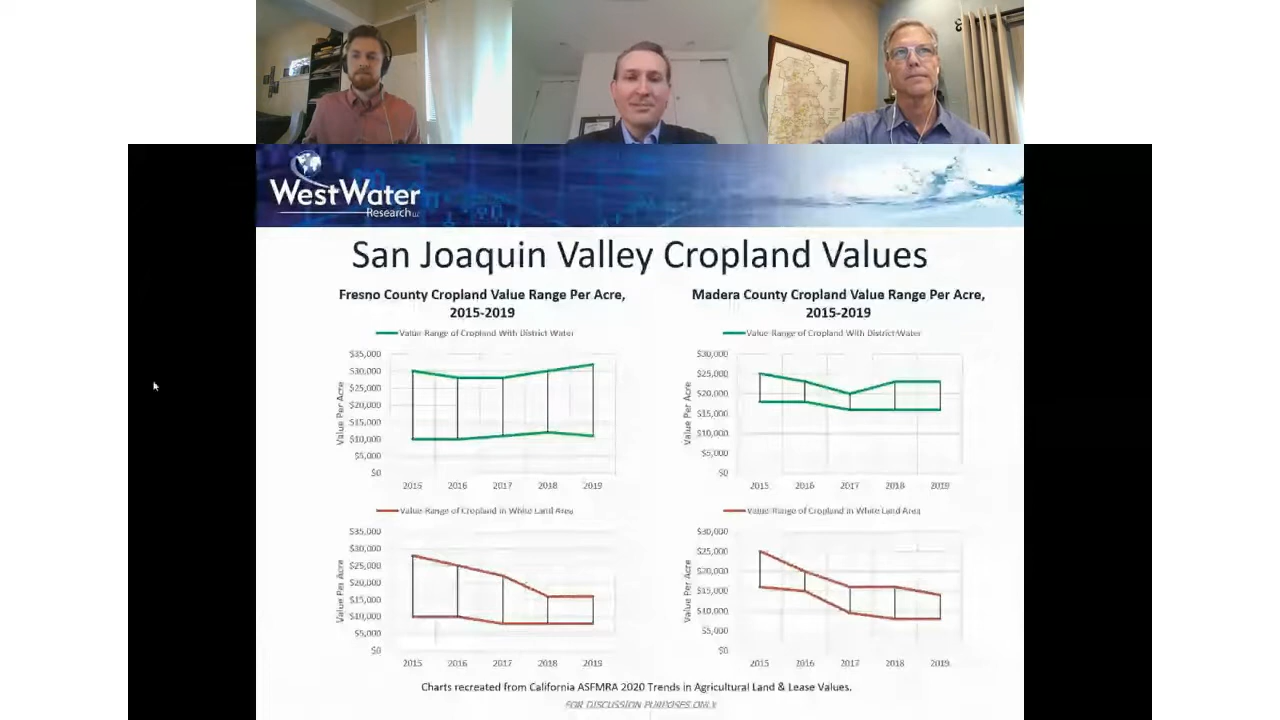 WestWater
Research LLC
San Joaquin Valley Cropland Values
Fresno County Cropland Value Range Per Acre,
2015-2019
Value Range of Cropland With District Water
Value Per Acre
$35,000
$30,000
$25,000
$20,000
$15,000
$10,000
$5,000
$0
2015 2016 2017 2018 2019
Madera County Cropland Value Range Per Acre,
2015-2019
Value Range of Cropland With District Water
Value Per Acre
$30,000
$25,000
$20,000
$15,000
$10,000
$5,000
$0
2015 2016 2017 2018 2019
Value Range of Cropland in White Land Area
Value Per Acre
$35,000
$30,000
$25,000
$20,000
$15,000
$10,000
$5,000
$0
2015 2016 2017 2018 2019
Value Range of Cropland in White Land Area
Value Per Acre
$30,000
$25,000
$20,000
$15,000
$10,000
$5,000
$0
2015 2016 2017 2018 2019
Charts recreated from California ASFMRA 2020 Trends in Agricultural Land & Lease Values.
FOR DISCUSSION PURPOSES ONLY